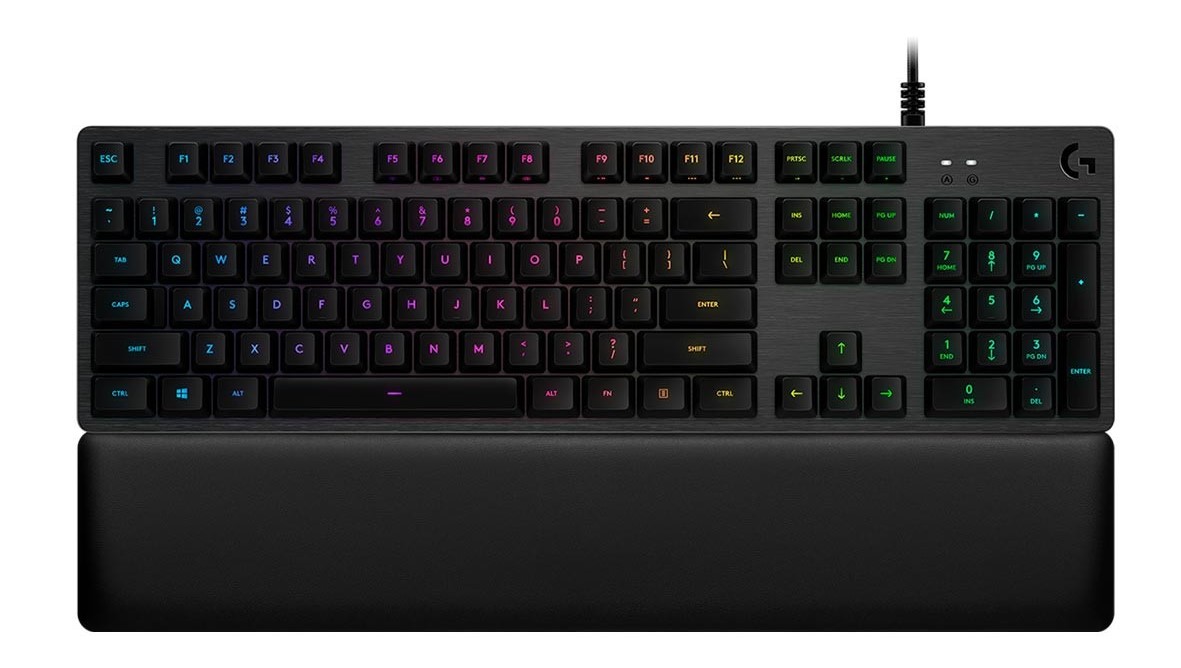 ESC F1 F2 F3 F4 F5 F6 F7 F8 F9 F10 F11 F12 PRTSC SCRLK PAUSE
A G
~ ! @ # $ % ^ & * ( ) _ +
` 1 2 3 4 5 6 7 8 9 0 - = ← INS HOME PG UP NUM / * -
TAB Q W E R T Y U I O P { } | DEL END PG DN 7 8 9
[ ] \ HOME ↑ PG UP
CAPS A S D F G H J K L : " ENTER 4 5 6 +
; ' ← →
SHIFT Z X C V B N M < > ? SHIFT ↑ 1 2 3
, . / END ↓ PG DN
CTRL ALT ALT FN CTRL ← ↓ → 0 . ENTER
INS DEL